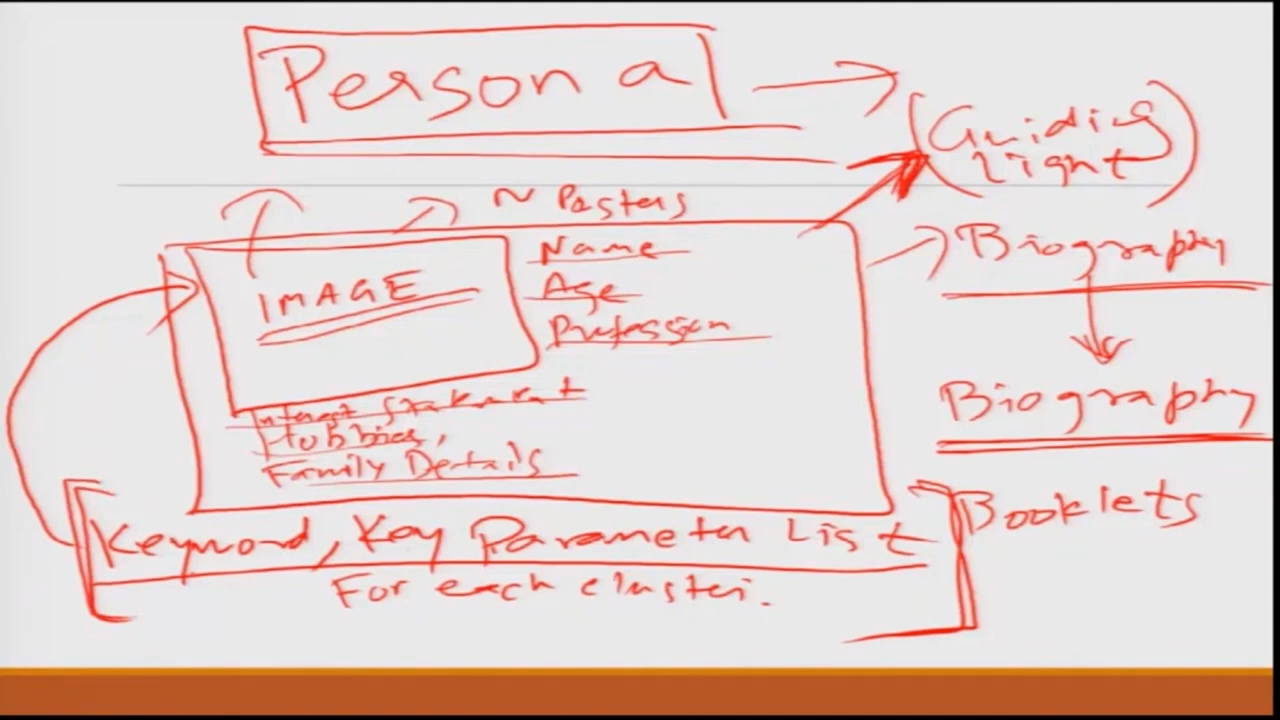 Persona
(Guiding
Light)
~ Posters
IMAGE
Name
Age
Profession
Biography
Interest Statement
Hobbies,
Family Details
Biography
Booklets
[Keyword, Key Parameter List]
For each cluster.